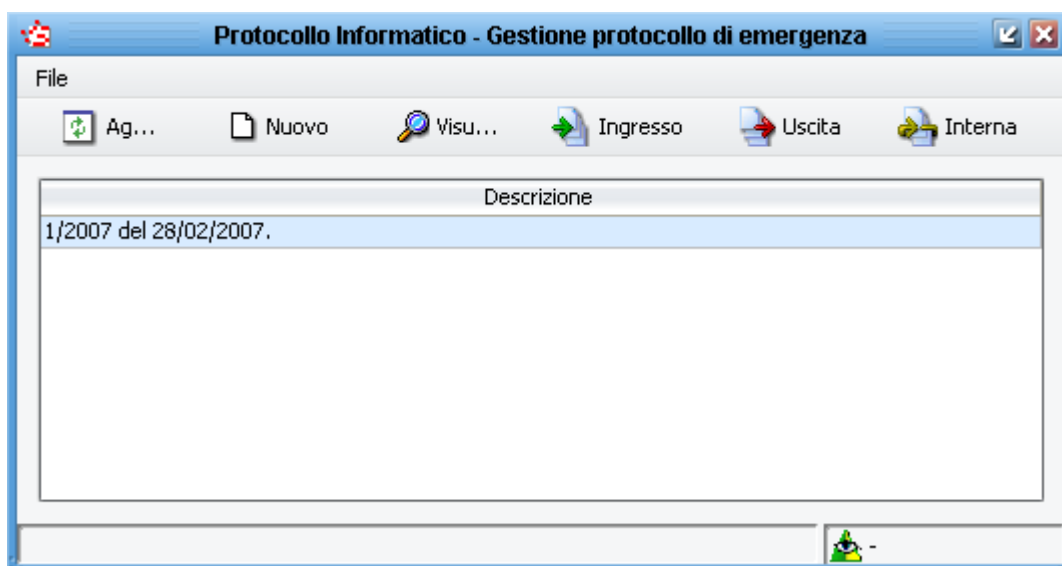 Protocollo Informatico - Gestione protocollo di emergenza
File
Ag... Nuovo Visu... Ingresso Uscita Interna
Descrizione
1/2007 del 28/02/2007.
-